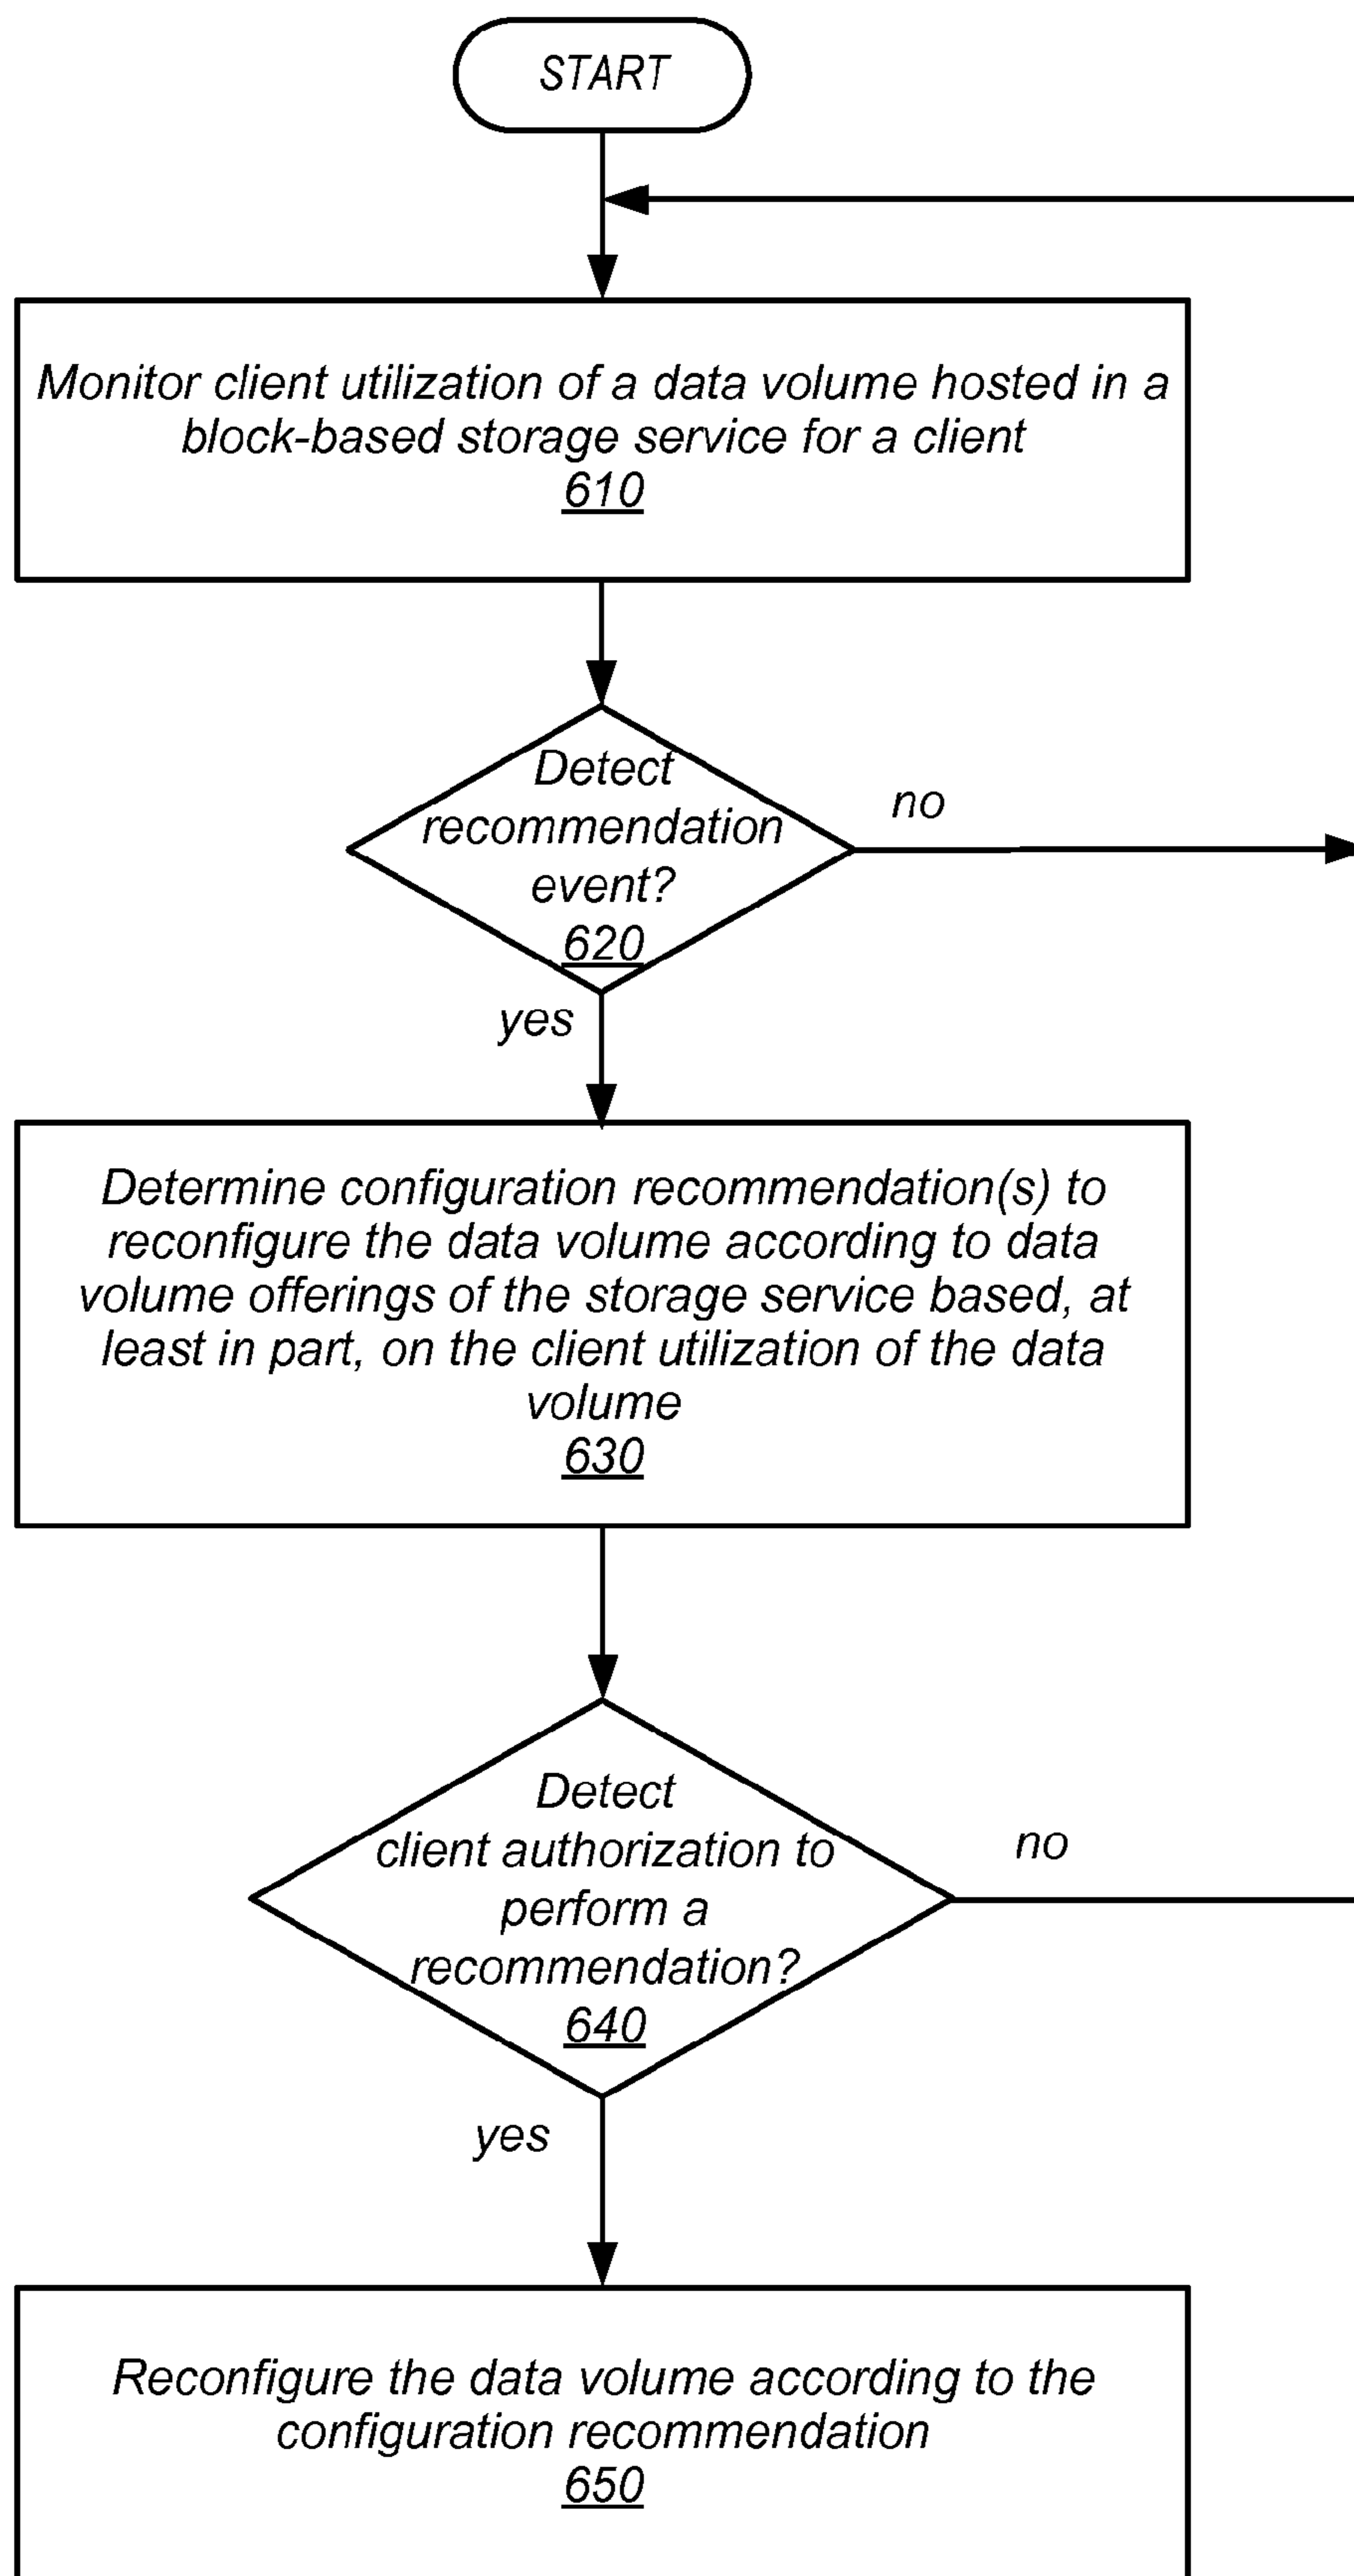 START
Monitor client utilization of a data volume hosted in a
block-based storage service for a client
610
Detect
recommendation
event?
620
no
yes
Determine configuration recommendation(s) to
reconfigure the data volume according to data
volume offerings of the storage service based, at
least in part, on the client utilization of the data
volume
630
Detect
client authorization to
perform a
recommendation?
640
no
yes
Reconfigure the data volume according to the
configuration recommendation
650